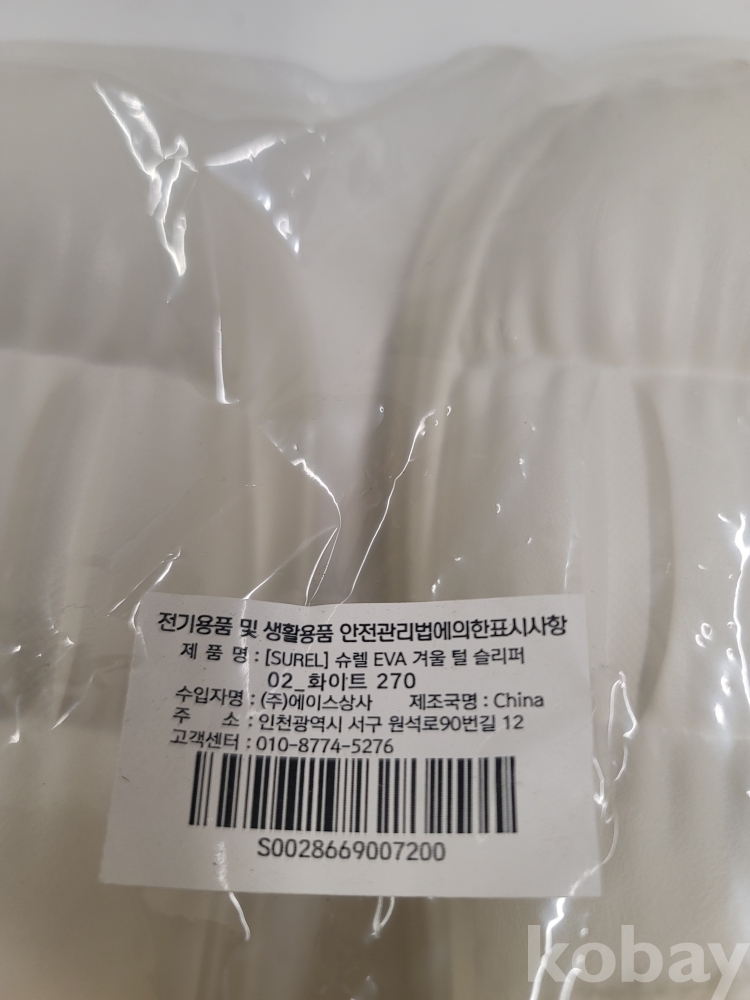 전기용품 및 생활용품 안전관리법에의한표시사항
제 품 명 : [SUREL] 슈렐 EVA 겨울 털 슬리퍼
02_화아트 270
수입자명 : (주)에이스상사 제조국명 : China
주 소 : 인천광역시 서구 원석로90번길 12
고객센터 : 010-8774-5276
S0028669007200
kobay